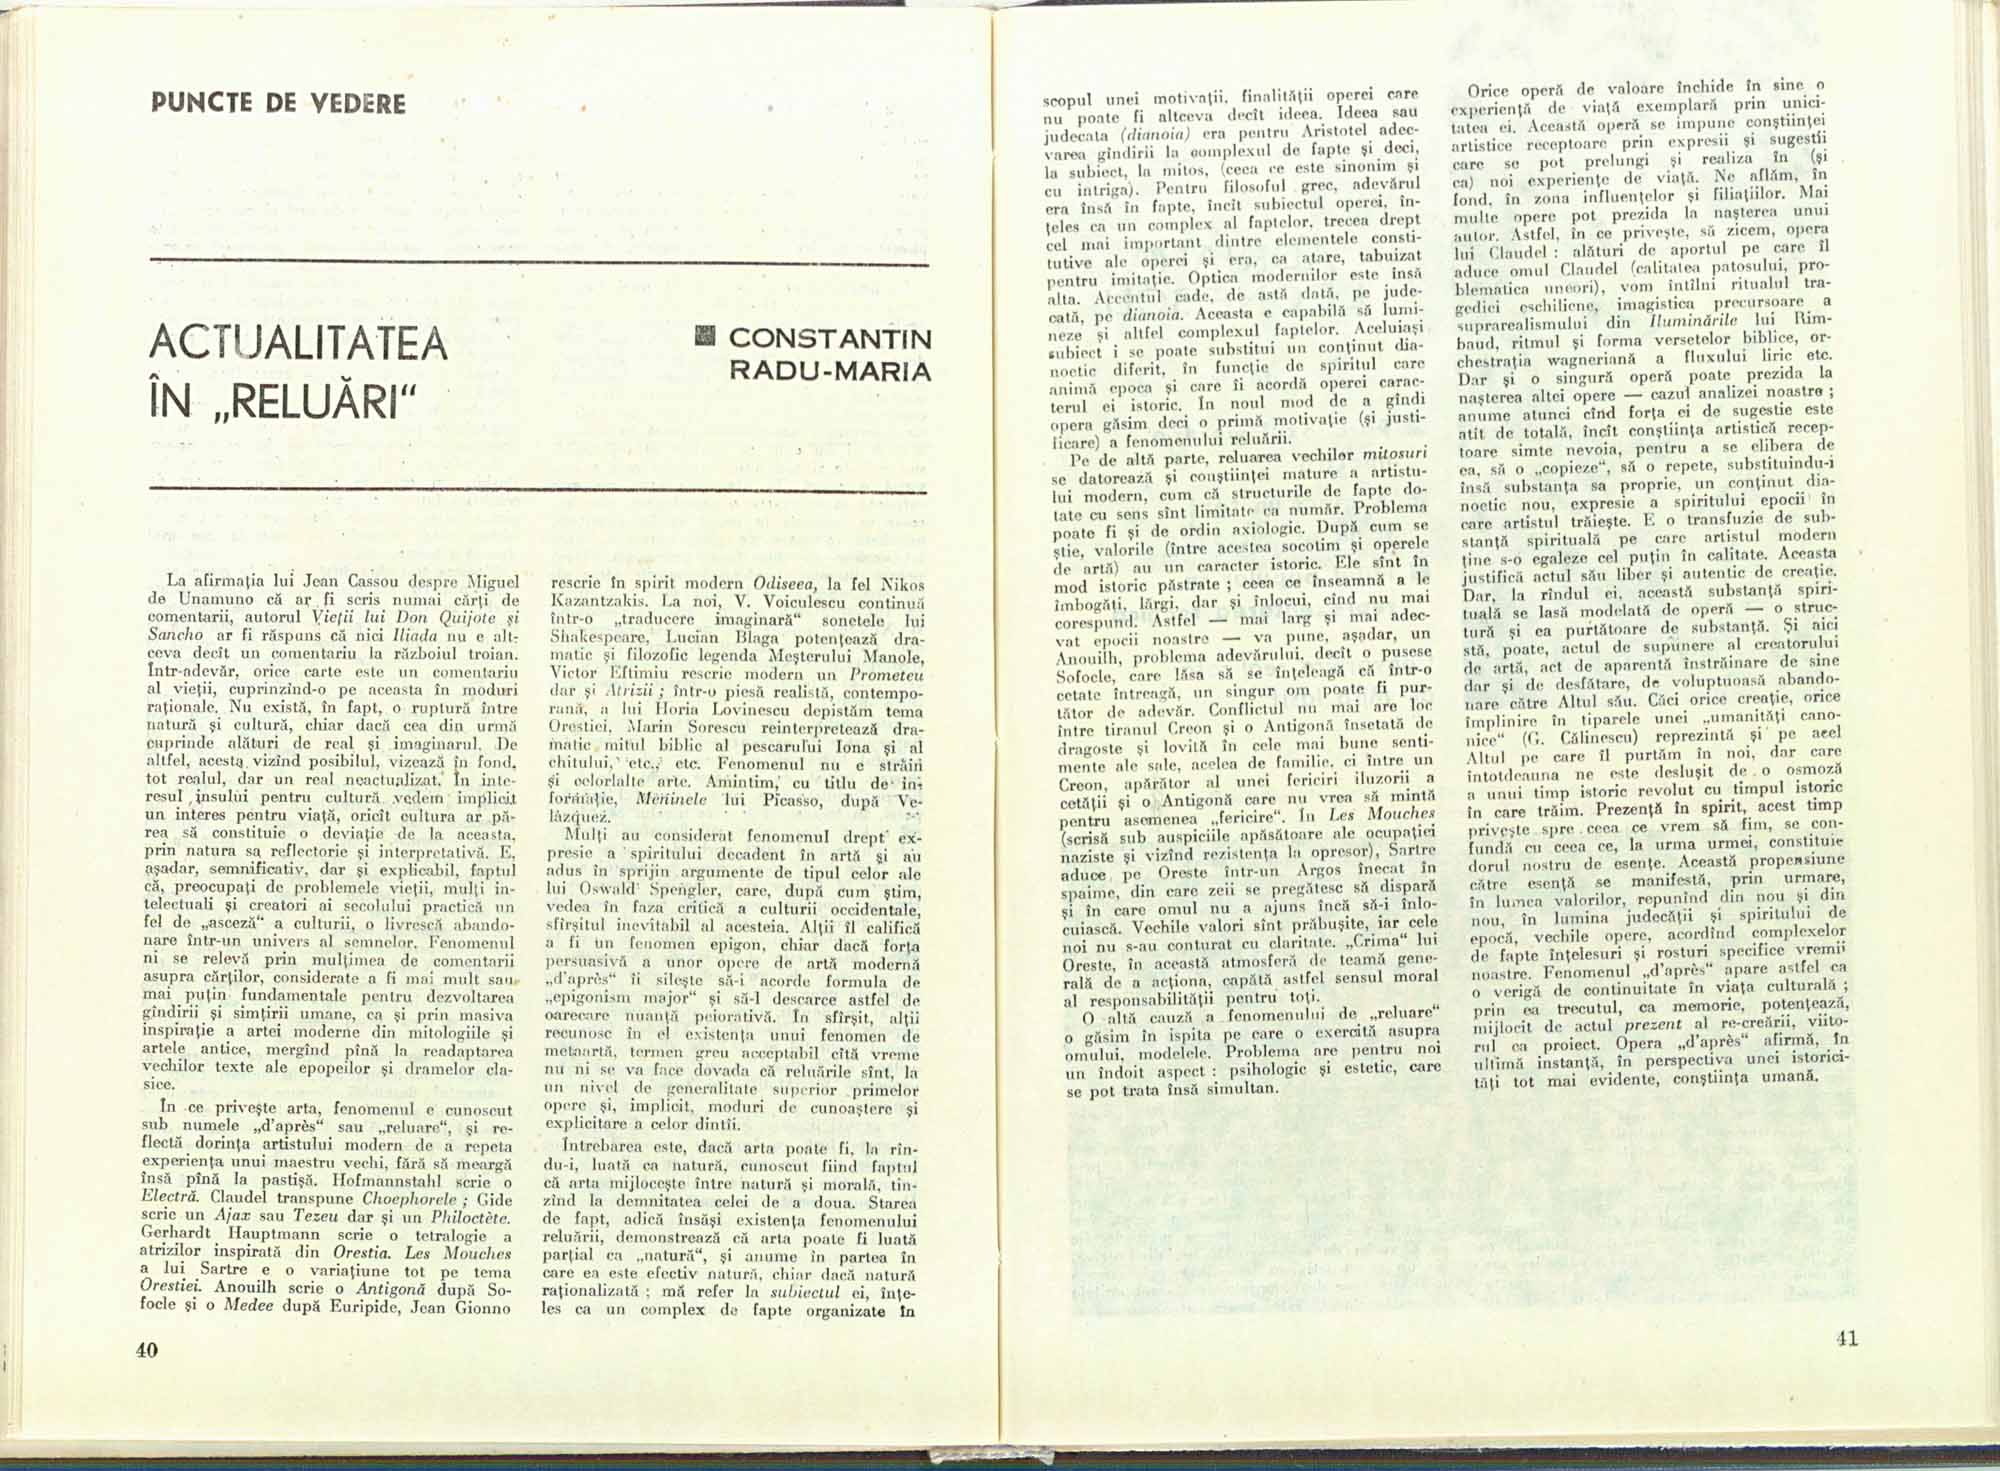 PUNCTE DE VEDERE
ACTUALITATEA
ÎN „RELUĂRI“
CONSTANTIN
RADU-MARIA
La afirmația lui Jean Cassou despre Miguel
de Unamuno că ar fi scris numai cărți de
comentarii, autorul Vieții lui Don Quijote și
Sancho ar fi răspuns că nici Iliada nu e alt-
ceva decît un comentariu la războiul troian.
Într-adevăr, orice carte este un comentariu
al vieții, cuprinzînd-o pe aceasta în moduri
raționale. Nu există, în fapt, o ruptură între
natură și cultură, chiar dacă cea din urmă
cuprinde alături de real și imaginarul. De
altfel, acesta vizînd posibilul, vizează în fond,
tot realul, dar un real neactualizat. În inte-
resul insului pentru cultură vedem implicit
un interes pentru viață, oricît cultura ar pă-
rea să constituie o deviație de la aceasta,
prin natura sa reflectorie și interpretativă. E,
așadar, semnificativ, dar și explicabil, faptul
că, preocupați de problemele vieții, mulți in-
telectuali și creatori ai secolului practică un
fel de „asceză“ a culturii, o livrescă abando-
nare într-un univers al semnelor. Fenomenul
ni se relevă prin mulțimea de comentarii
asupra cărților, considerate a fi mai mult sau
mai puțin fundamentale pentru dezvoltarea
gîndirii și simțirii umane, ca și prin masiva
inspirație a artei moderne din mitologiile și
artele antice, mergînd pînă la readaptarea
vechilor texte ale epopeilor și dramelor cla-
sice.
În ce privește arta, fenomenul e cunoscut
sub numele „d'après“ sau „reluare“, și re-
flectă dorința artistului modern de a repeta
experiența unui maestru vechi, fără să meargă
însă pînă la pastișă. Hofmannstahl scrie o
Electră. Claudel transpune Choephorele ; Gide
scrie un Ajax sau Tezeu dar și un Philoctète.
Gerhardt Hauptmann scrie o tetralogie a
atrizilor inspirată din Orestia. Les Mouches
a lui Sartre e o variațiune tot pe tema
Orestiei. Anouilh scrie o Antigonă după So-
focle și o Medee după Euripide, Jean Gionno
rescrie în spirit modern Odiseea, la fel Nikos
Kazantzakis. La noi, V. Voiculescu continuă
într-o „traducere imaginară“ sonetele lui
Shakespeare, Lucian Blaga potențează dra-
matic și filozofic legenda Meșterului Manole,
Victor Eftimiu rescrie modern un Prometeu
dar și Atrizii ; într-o piesă realistă, contempo-
rană, a lui Horia Lovinescu depistăm tema
Orestiei, Marin Sorescu reinterpretează dra-
matic mitul biblic al pescarului Iona și al
chitului, etc., etc. Fenomenul nu e străin
și celorlalte arte. Amintim, cu titlu de in-
formație, Meninele lui Picasso, după Ve-
lázquez.
Mulți au considerat fenomenul drept ex-
presie a spiritului decadent în artă și au
adus în sprijin argumente de tipul celor ale
lui Oswald Spengler, care, după cum știm,
vedea în faza critică a culturii occidentale,
sfîrșitul inevitabil al acesteia. Alții îl califică
a fi un fenomen epigon, chiar dacă forța
persuasivă a unor opere de artă modernă
„d'après“ îi silește să-i acorde formula de
„epigonism major“ și să-l descarce astfel de
oarecare nuanță peiorativă. În sfîrșit, alții
recunosc în el existența unui fenomen de
metaartă, termen greu acceptabil cîtă vreme
nu ni se va face dovada că reluările sînt, la
un nivel de generalitate superior primelor
opere și, implicit, moduri de cunoaștere și
explicitare a celor dintîi.
Întrebarea este, dacă arta poate fi, la rîn-
du-i, luată ca natură, cunoscut fiind faptul
că arta mijlocește între natură și morală, tin-
zînd la demnitatea celei de a doua. Starea
de fapt, adică însăși existența fenomenului
reluării, demonstrează că arta poate fi luată
parțial ca „natură“, și anume în partea în
care ea este efectiv natură, chiar dacă natură
raționalizată ; mă refer la subiectul ei, înțe-
les ca un complex de fapte organizate în
40
scopul unei motivații, finalității operei care
nu poate fi altceva decît ideea. Ideea sau
judecata (dianoia) era pentru Aristotel adec-
varea gîndirii la complexul de fapte și deci,
la subiect, la mitos, (ceea ce este sinonim și
cu intriga). Pentru filosoful grec, adevărul
era însă în fapte, încît subiectul operei, în-
țeles ca un complex al faptelor, trecea drept
cel mai important dintre elementele consti-
tutive ale operei și era, ca atare, tabuizat
pentru imitație. Optica modernilor este însă
alta. Accentul cade, de astă dată, pe jude-
cată, pe dianoia. Aceasta e capabilă să lumi-
neze și altfel complexul faptelor. Aceluiași
subiect i se poate substitui un conținut dia-
noetic diferit, în funcție de spiritul care
animă epoca și care îi acordă operei carac-
terul ei istoric. În noul mod de a gîndi
opera găsim deci o primă motivație (și justi-
ficare) a fenomenului reluării.
Pe de altă parte, reluarea vechilor mitosuri
se datorează și conștiinței mature a artistu-
lui modern, cum că structurile de fapte do-
tate cu sens sînt limitate ca număr. Problema
poate fi și de ordin axiologic. După cum se
știe, valorile (între acestea socotim și operele
de artă) au un caracter istoric. Ele sînt în
mod istoric păstrate ; ceea ce înseamnă a le
îmbogăți, lărgi, dar și înlocui, cînd nu mai
corespund. Astfel — mai larg și mai adec-
vat epocii noastre — va pune, așadar, un
Anouilh, problema adevărului, decît o pusese
Sofocle, care lăsa să se înțeleagă că într-o
cetate întreagă, un singur om poate fi pur-
tător de adevăr. Conflictul nu mai are loc
între tiranul Creon și o Antigonă însetată de
dragoste și lovită în cele mai bune senti-
mente ale sale, acelea de familie, ci între un
Creon, apărător al unei fericiri iluzorii a
cetății și o Antigonă care nu vrea să mintă
pentru asemenea „fericire“. În Les Mouches
(scrisă sub auspiciile apăsătoare ale ocupației
naziste și vizînd rezistența la opresor), Sartre
aduce pe Oreste într-un Argos înecat în
spaime, din care zeii se pregătesc să dispară
și în care omul nu a ajuns încă să-i înlo-
cuiască. Vechile valori sînt prăbușite, iar cele
noi nu s-au conturat cu claritate. „Crima“ lui
Oreste, în această atmosferă de teamă gene-
rală de a acționa, capătă astfel sensul moral
al responsabilității pentru toți.
O altă cauză a fenomenului de „reluare“
o găsim în ispita pe care o exercită asupra
omului, modelele. Problema are pentru noi
un îndoit aspect : psihologic și estetic, care
se pot trata însă simultan.
Orice operă de valoare închide în sine o
experiență de viață exemplară prin unici-
tatea ei. Această operă se impune conștiinței
artistice receptoare prin expresii și sugestii
care se pot prelungi și realiza în (și
ca) noi experiențe de viață. Ne aflăm, în
fond, în zona influențelor și filiațiilor. Mai
multe opere pot prezida la nașterea unui
autor. Astfel, în ce privește, să zicem, opera
lui Claudel : alături de aportul pe care îl
aduce omul Claudel (calitatea patosului, pro-
blematica uneori), vom întîlni ritualul tra-
gediei eschiliene, imagistica precursoare a
suprarealismului din Iluminările lui Rim-
baud, ritmul și forma versetelor biblice, or-
chestrația wagneriană a fluxului liric etc.
Dar și o singură operă poate prezida la
nașterea altei opere — cazul analizei noastre ;
anume atunci cînd forța ei de sugestie este
atît de totală, încît conștiința artistică recep-
toare simte nevoia, pentru a se elibera de
ea, să o „copieze“, să o repete, substituindu-i
însă substanța sa proprie, un conținut dia-
noetic nou, expresie a spiritului epocii în
care artistul trăiește. E o transfuzie de sub-
stanță spirituală pe care artistul modern
ține s-o egaleze cel puțin în calitate. Aceasta
justifică actul său liber și autentic de creație.
Dar, la rîndul ei, această substanță spiri-
tuală se lasă modelată de operă — o struc-
tură și ea purtătoare de substanță. Și aici
stă, poate, actul de supunere al creatorului
de artă, act de aparentă înstrăinare de sine
dar și de desfătare, de voluptuoasă abando-
nare către Altul său. Căci orice creație, orice
împlinire în tiparele unei „umanități cano-
nice“ (G. Călinescu) reprezintă și pe acel
Altul pe care îl purtăm în noi, dar care
întotdeauna ne este deslușit de o osmoză
a unui timp istoric revolut cu timpul istoric
în care trăim. Prezență în spirit, acest timp
privește spre ceea ce vrem să fim, se con-
fundă cu ceea ce, la urma urmei, constituie
dorul nostru de esențe. Această propensiune
către esență se manifestă, prin urmare,
în lumea valorilor, repunînd din nou și din
nou, în lumina judecății și spiritului de
epocă, vechile opere, acordînd complexelor
de fapte înțelesuri și rosturi specifice vremii
noastre. Fenomenul „d'après“ apare astfel ca
o verigă de continuitate în viața culturală ;
prin ea trecutul, ca memorie, potențează,
mijlocit de actul prezent al re-creării, viito-
rul ca proiect. Opera „d'après“ afirmă, în
ultimă instanță, în perspectiva unei istorici-
tăți tot mai evidente, conștiința umană.
41